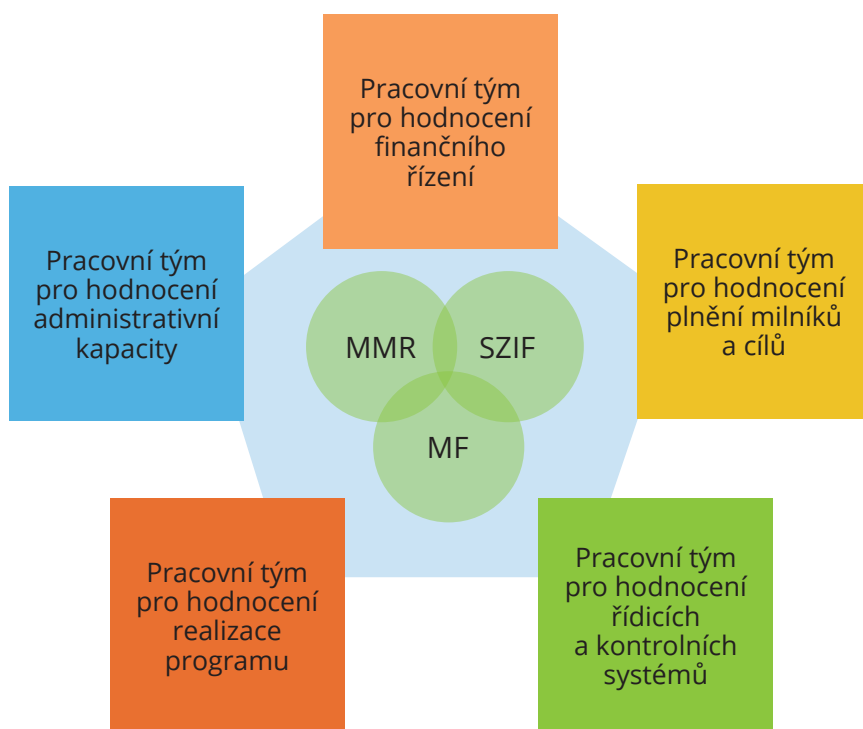 Pracovní tým
pro hodnocení
finančního
řízení
Pracovní tým
pro hodnocení
administrativní
kapacity
Pracovní tým
pro hodnocení
plnění milníků
a cílů
MMR
SZIF
MF
Pracovní tým
pro hodnocení
realizace
programu
Pracovní tým
pro hodnocení
řídicích
a kontrolních
systémů